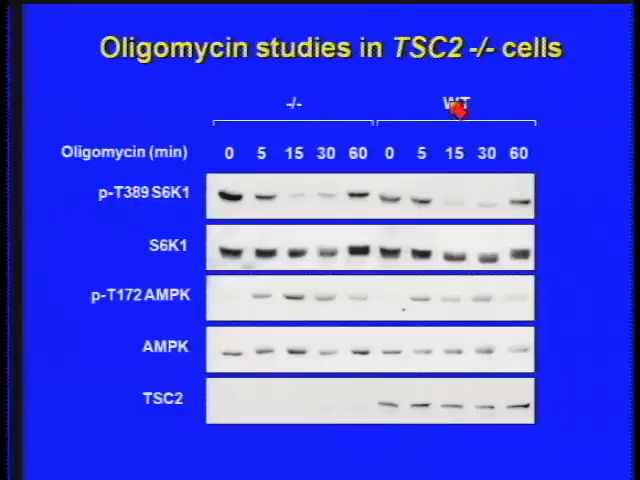 Oligomycin studies in TSC2 -/- cells
-/- WT
Oligomycin (min) 0 5 15 30 60 0 5 15 30 60
p-T389 S6K1
S6K1
p-T172 AMPK
AMPK
TSC2